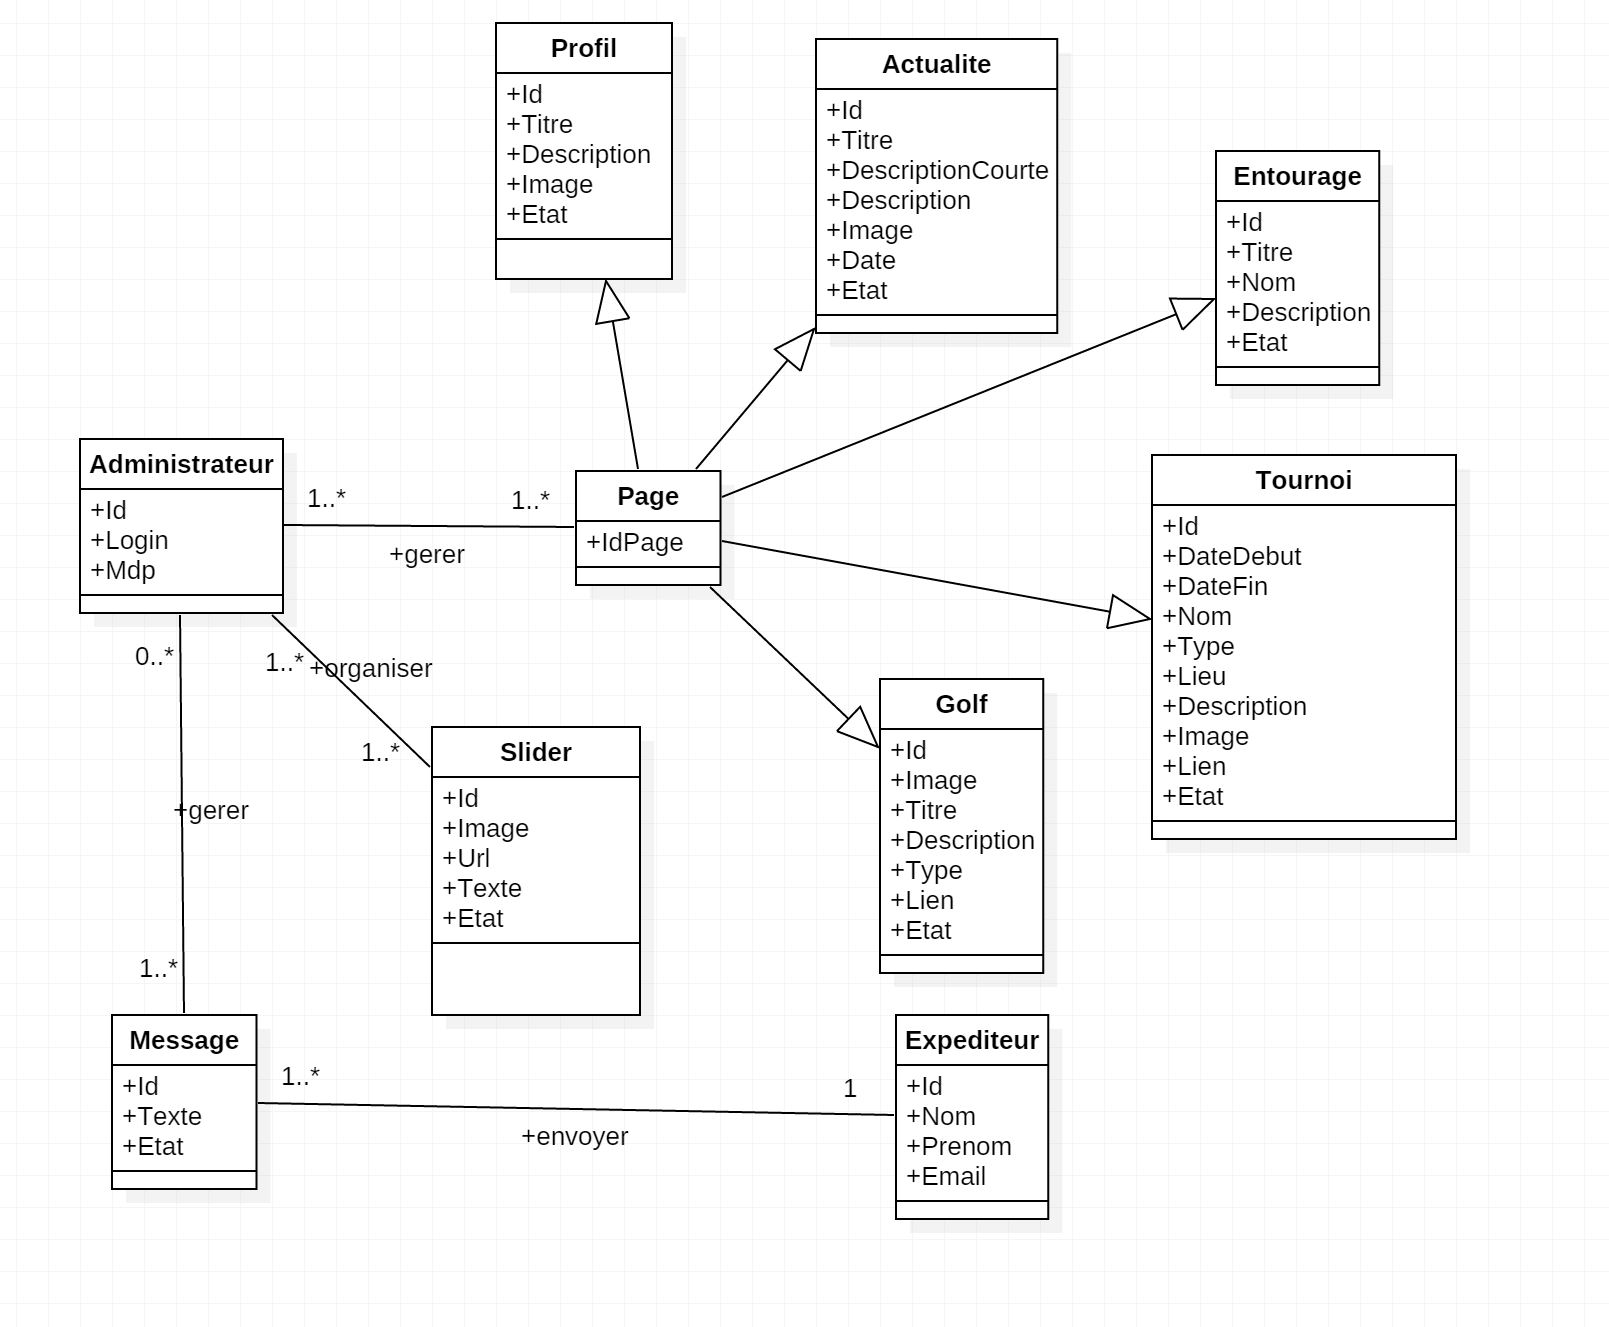 Profil
+Id
+Titre
+Description
+Image
+Etat
Actualite
+Id
+Titre
+DescriptionCourte
+Description
+Image
+Date
+Etat
Entourage
+Id
+Titre
+Nom
+Description
+Etat
Administrateur
+Id
+Login
+Mdp
1..*
1..*
+gerer
Page
+IdPage
Tournoi
+Id
+DateDebut
+DateFin
+Nom
+Type
+Lieu
+Description
+Image
+Lien
+Etat
0..*
1..*
+organiser
1..*
+gerer
1..*
Slider
+Id
+Image
+Url
+Texte
+Etat
Golf
+Id
+Image
+Titre
+Description
+Type
+Lien
+Etat
Message
+Id
+Texte
+Etat
1..*
1
+envoyer
Expediteur
+Id
+Nom
+Prenom
+Email